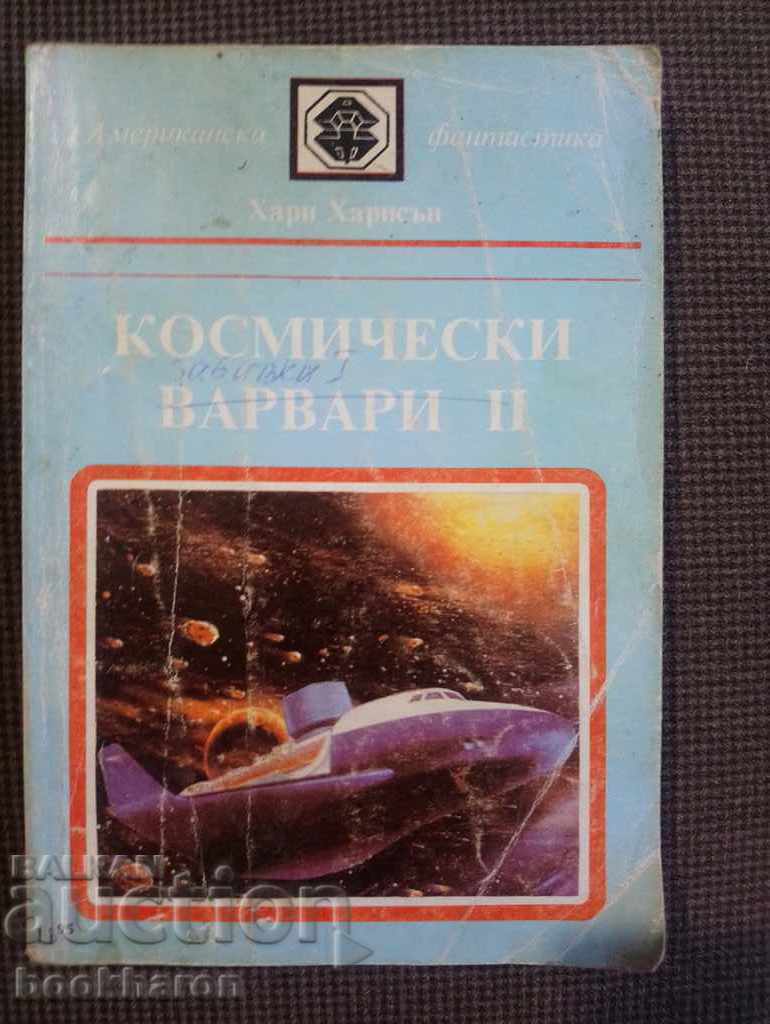 Американска фантастика
Хари Харисън
КОСМИЧЕСКИ
ВАРВАРИ II
BALKAN
auction
bookharon